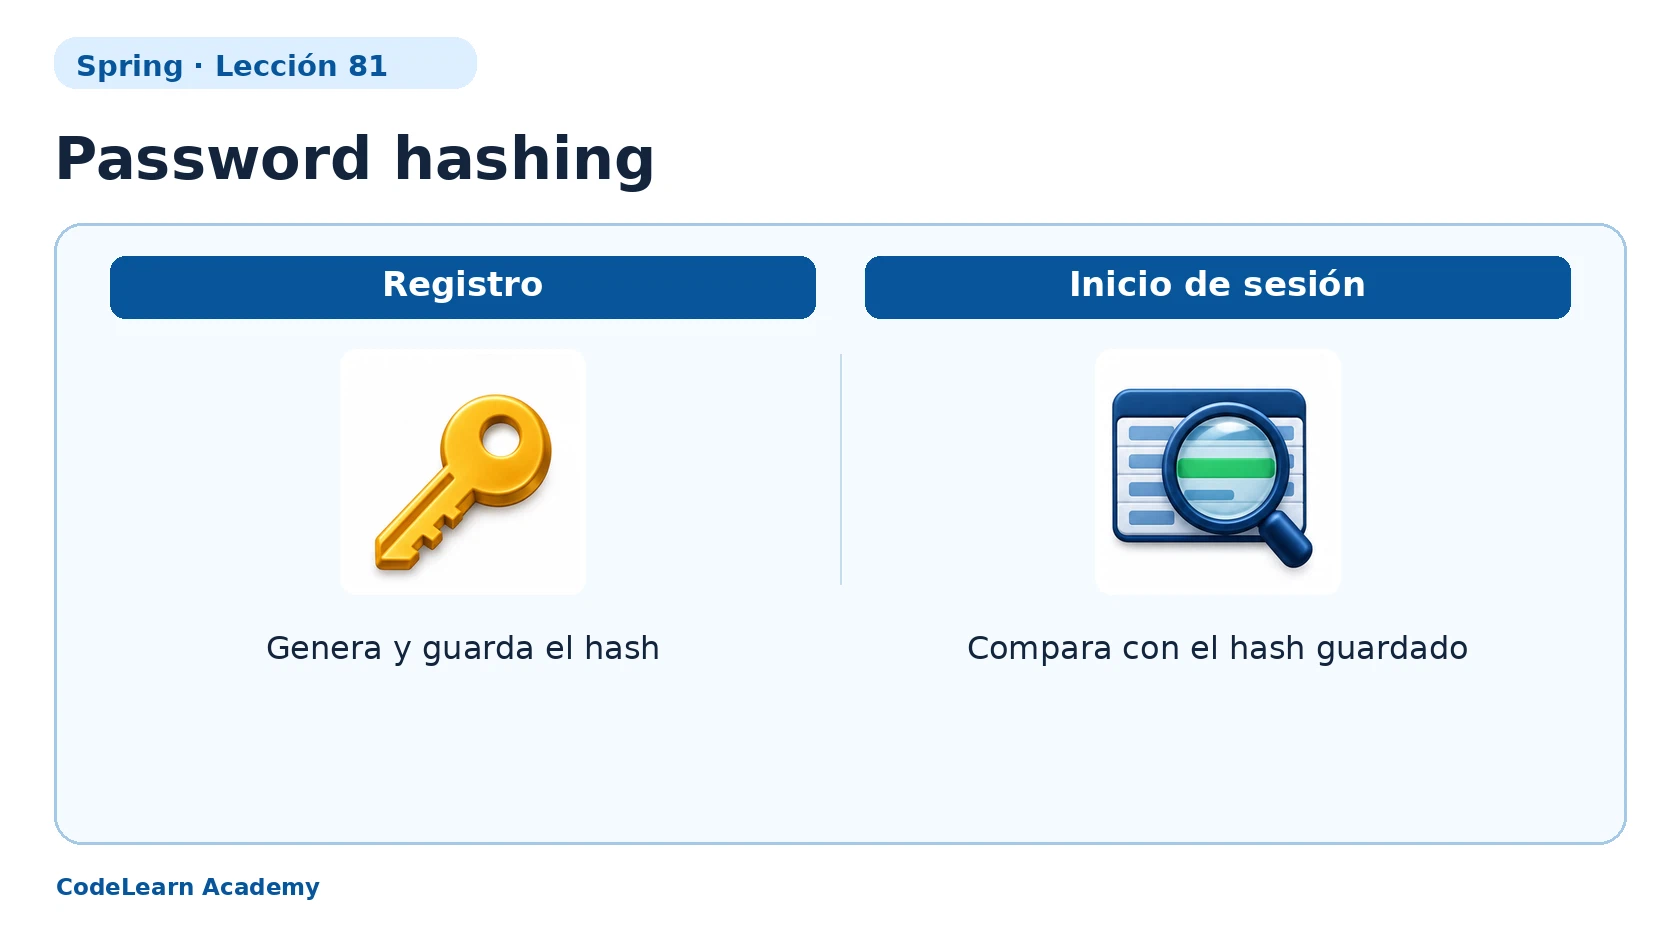 Spring · Lección 81
Password hashing
Registro
Inicio de sesión
Genera y guarda el hash
Compara con el hash guardado
CodeLearn Academy